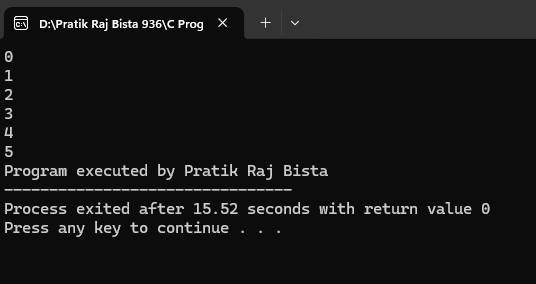 D:\Pratik Raj Bista 936\C Prog
0
1
2
3
4
5
Program executed by Pratik Raj Bista
--------------------------------
Process exited after 15.52 seconds with return value 0
Press any key to continue . . .